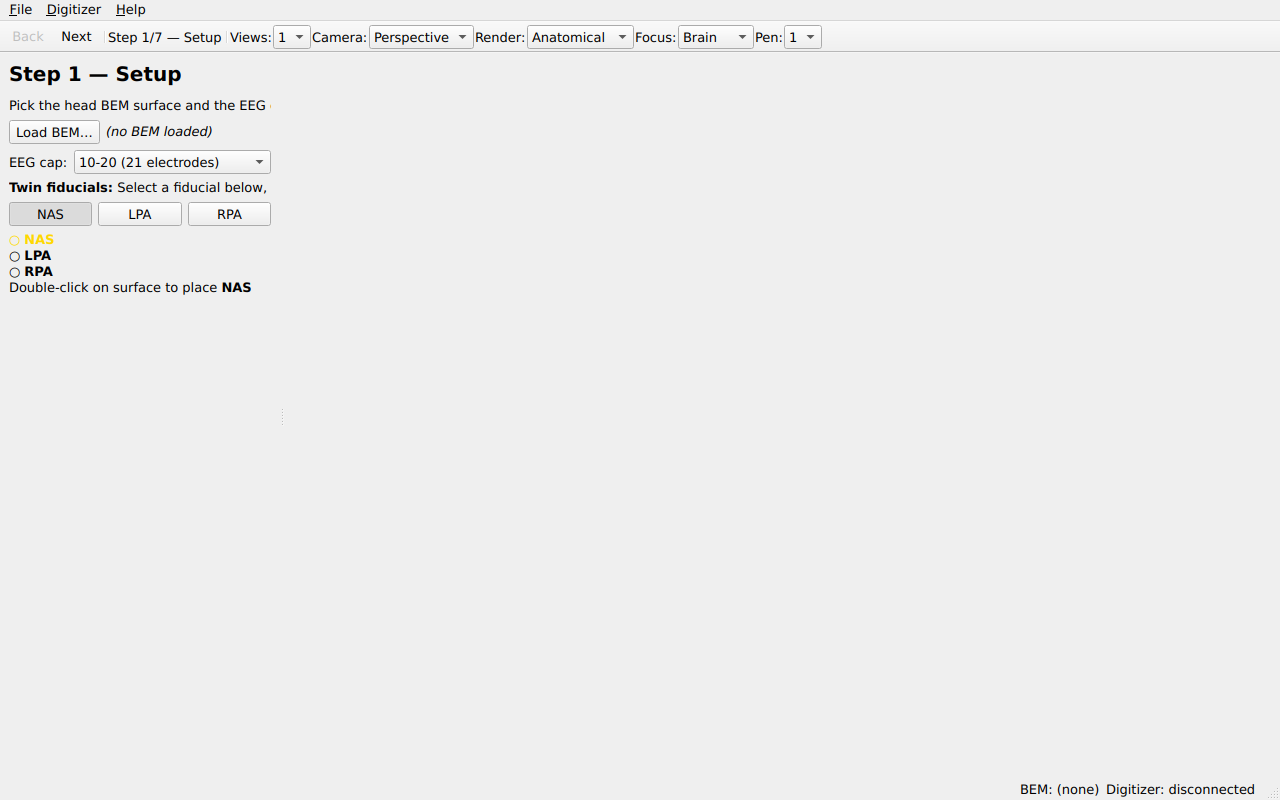 File Digitizer Help
Back Next Step 1/7 — Setup Views: 1 Camera: Perspective Render: Anatomical Focus: Brain Pen: 1
Step 1 — Setup
Pick the head BEM surface and the EEG
Load BEM... (no BEM loaded)
EEG cap: 10-20 (21 electrodes)
Twin fiducials: Select a fiducial below,
NAS LPA RPA
○ NAS
○ LPA
○ RPA
Double-click on surface to place NAS
BEM: (none) Digitizer: disconnected